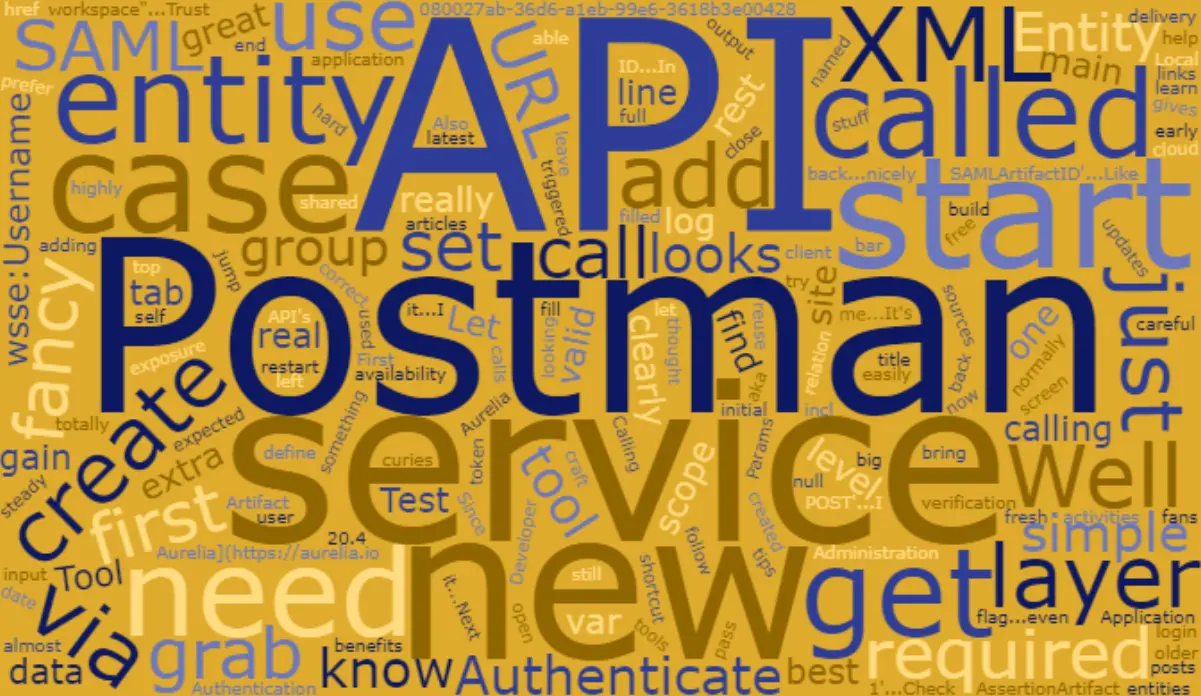 href workspace"...Trust 080027ab-36d6-a1eb-99e6-3618b3e00428
SAML great use API URL able output named XML Entity delivery
end application ID...In main help Local
prefer entity line rest called links
hard Also full stuff learn gives
latest leave close early cloud
wsse:Username case triggered add back...nicely SAMLArtifactID'...Like
highly shared really filled log start build
articles free
adding group set call looks client bar updates
top jump Postman try site
fancy tab correct used it...I fill looking valid let rense me...It's sources just careful
self API's Let clearly thought find relation one
exposure real First calls title normally
restart left availability aka easily back now screen
totally create expected something Aurelia service initial incl
gain define Calling Params calling Well
steady extra curies token tool craft scope level big bring
first Artifact Test null
user Since POST'...I verification fresh activities fans
20.4 Developer created simple
Aurelia](https://aurelia.io new follow tips Administration
input Tool need it...Next still shortcut get layer
date via open var tools pass flag...even Application
almost grab benefits login
data know Authenticate best required older
posts
Authentication 1'...Check AssertionArtifact entities